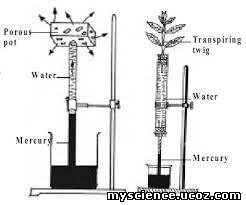 Porous
pot
Water
Mercury
Transpiring
twig
Water
Mercury
myscience.ucoz.com